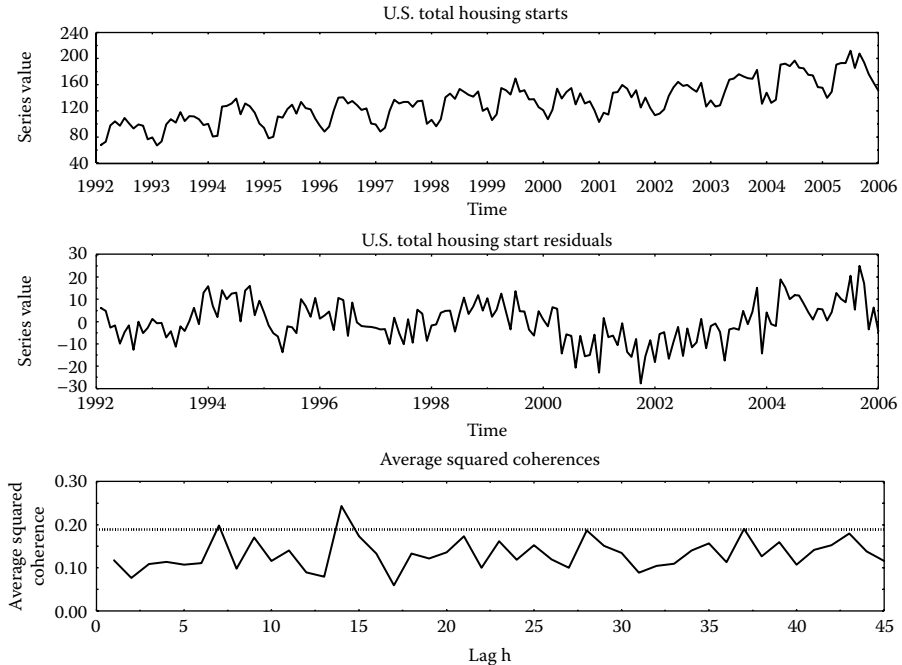 U.S. total housing starts
Series value
240
200
160
120
80
40
1992 1993 1994 1995 1996 1997 1998 1999 2000 2001 2002 2003 2004 2005 2006
Time
U.S. total housing start residuals
Series value
30
20
10
0
−10
−20
−30
1992 1994 1996 1998 2000 2002 2004 2006
Time
Average squared coherences
Average squared
coherence
0.30
0.20
0.10
0.00
0 5 10 15 20 25 30 35 40 45
Lag h